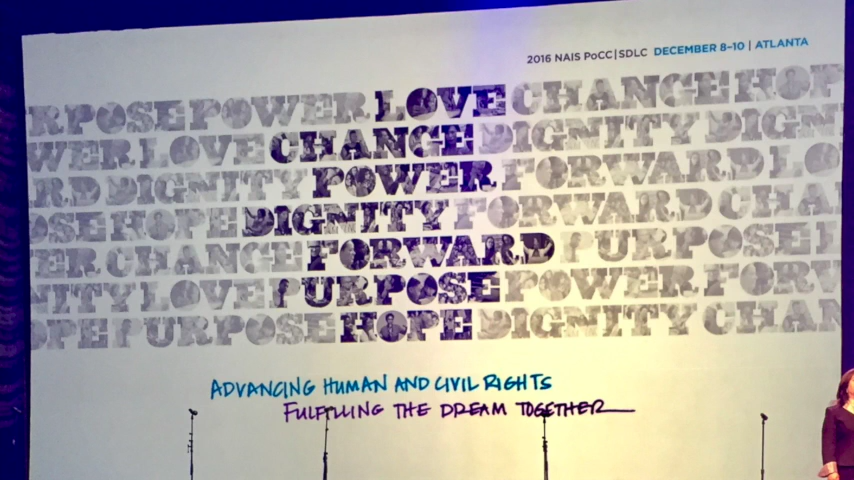 2016 NAIS PoCC|SDLC DECEMBER 8–10 | ATLANTA
RPOSE POWER LOVE CHANGE HOP
WER LOVE CHANGE DIGNITY DIGN
RD DIGNITY POWER FORWARD LO
OSE HOPE DIGNITY FORWARD CHA
ER CHANGE FORWARD PURPOSE
NITY LOVE PURPOSE POWER FORW
OPE PURPOSE HOPE DIGNITY CHAN
ADVANCING HUMAN AND CIVIL RIGHTS
FULFILLING THE DREAM TOGETHER